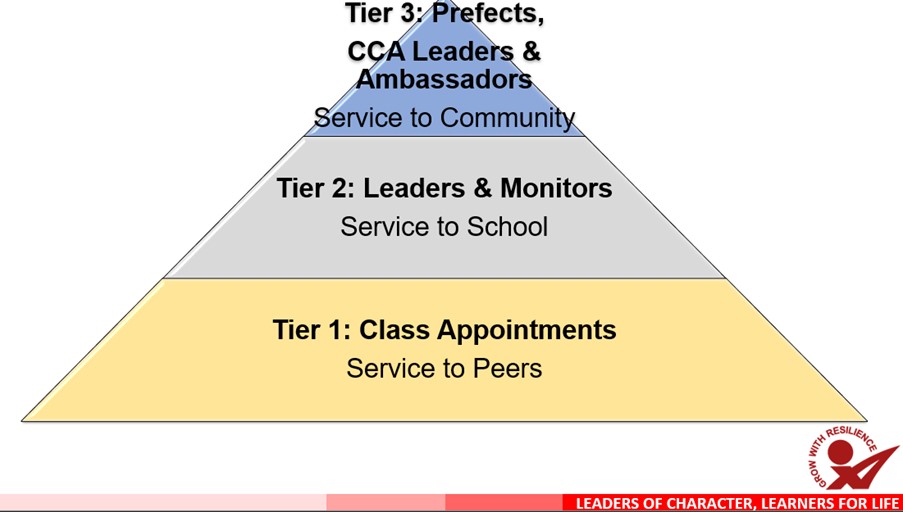 Tier 3: Prefects,
CCA Leaders &
Ambassadors
Service to Community
Tier 2: Leaders & Monitors
Service to School
Tier 1: Class Appointments
Service to Peers
GROW WITH RESILIENCE
LEADERS OF CHARACTER, LEARNERS FOR LIFE